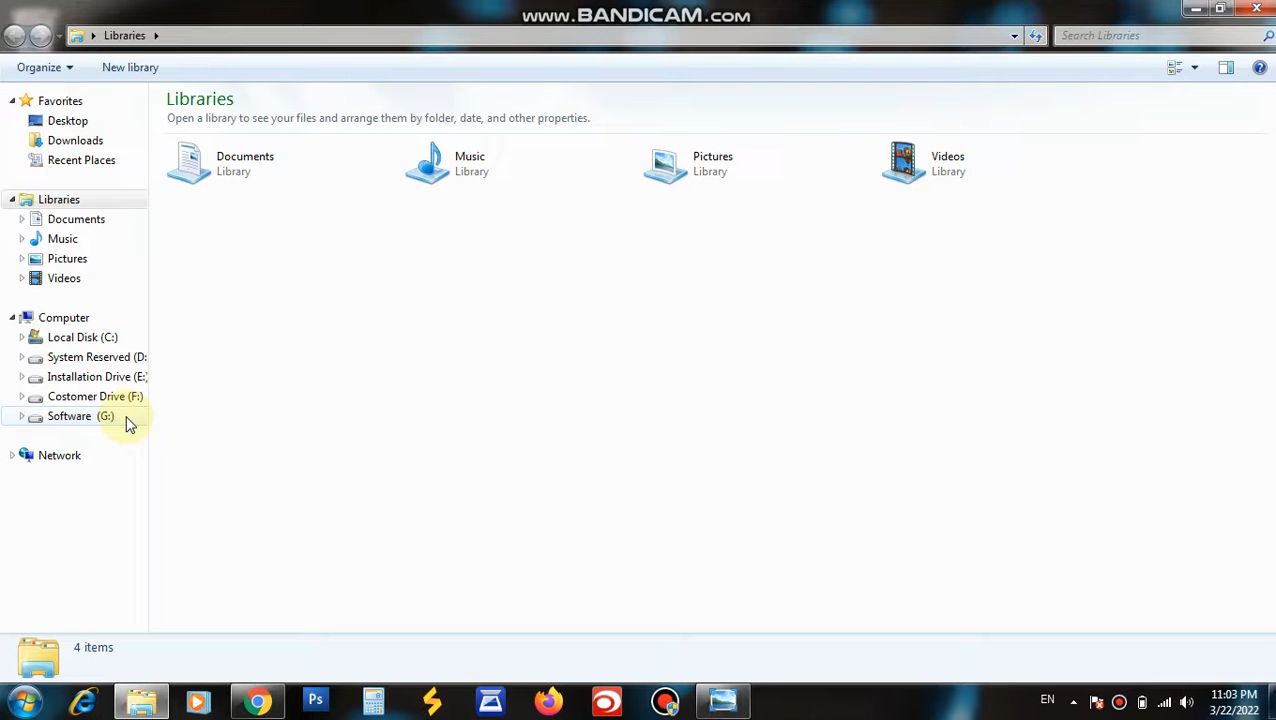 www.BANDICAM.com
Libraries
Search Libraries
Organize
New library
Favorites
Desktop
Downloads
Recent Places
Libraries
Documents
Music
Pictures
Videos
Computer
Local Disk (C:)
System Reserved (D:
Installation Drive (E:
Costomer Drive (F:)
Software (G:)
Network
Libraries
Open a library to see your files and arrange them by folder, date, and other properties.
Documents
Library
Music
Library
Pictures
Library
Videos
Library
4 items
Ps
EN
11:03 PM
3/22/2022